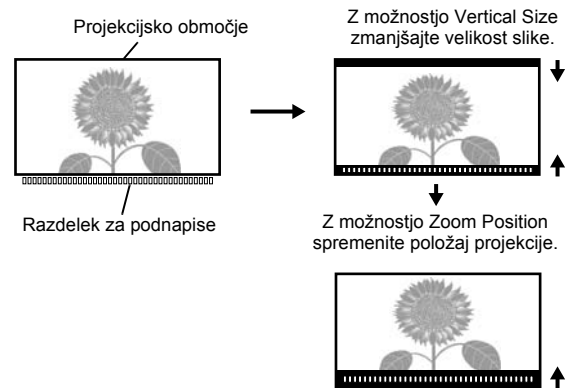 Projekcijsko območje
Razdelek za podnapise
Z možnostjo Vertical Size
zmanjšajte velikost slike.
Z možnostjo Zoom Position
spremenite položaj projekcije.